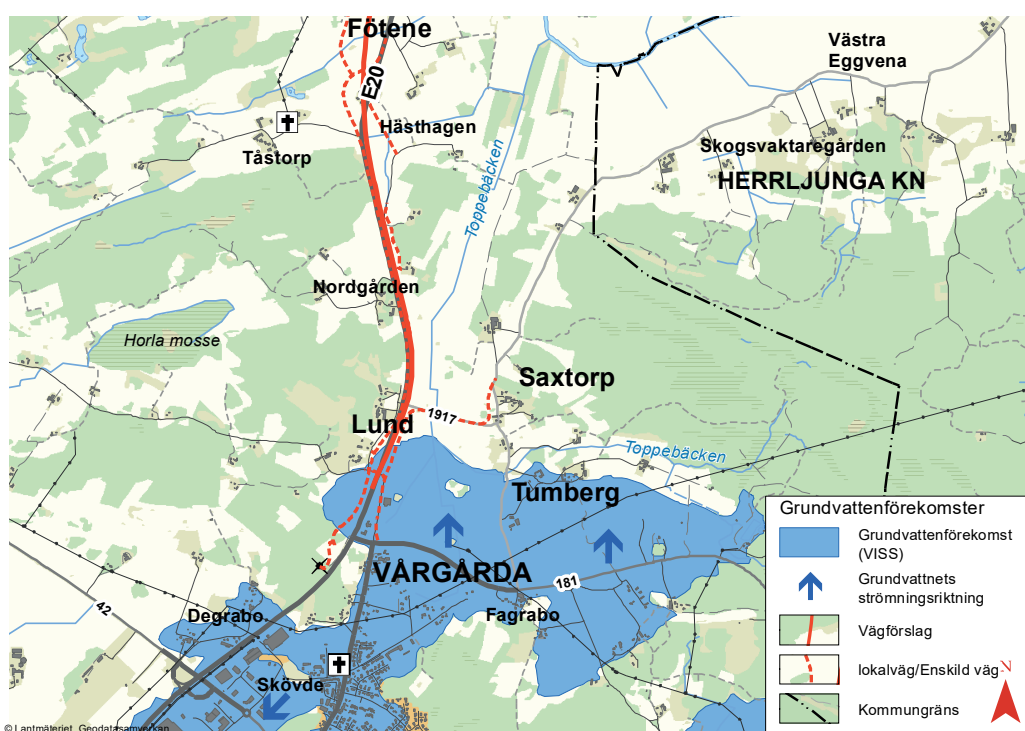 Fötene
Västra
Eggvena
E20
Hästhagen
Tåstorp
Skogsvaktaregården
HERRLJUNGA KN
Toppebäcken
Nordgården
Horla mosse
Saxtorp
1917
Lund
Toppebäcken
Tumberg
VÅRGÅRDA
181
42
Degrabo
Fagrabo
Skövde
Grundvattenförekomster
Grundvattenförekomst
(VISS)
Grundvattnets
strömningsriktning
Vägförslag
lokalväg/Enskild väg
N
Kommungräns
© Lantmäteriet, Geodatasamverkan